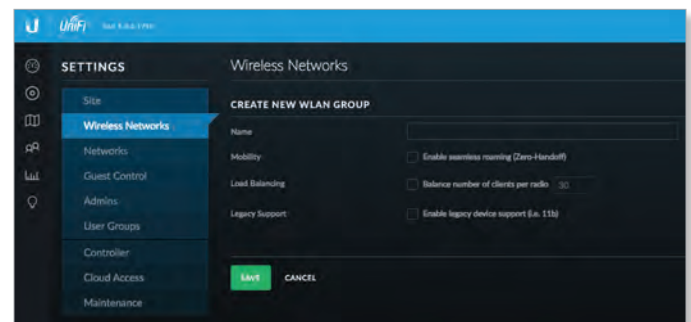 U UniFi
SETTINGS
Site
Wireless Networks
Networks
Guest Control
Admins
User Groups
Controller
Cloud Access
Maintenance
Wireless Networks
CREATE NEW WLAN GROUP
Name
Mobility
Enable seamless roaming (Zero-Handoff)
Load Balancing
Balance number of clients per radio 30
Legacy Support
Enable legacy device support (i.e. 11b)
SAVE CANCEL